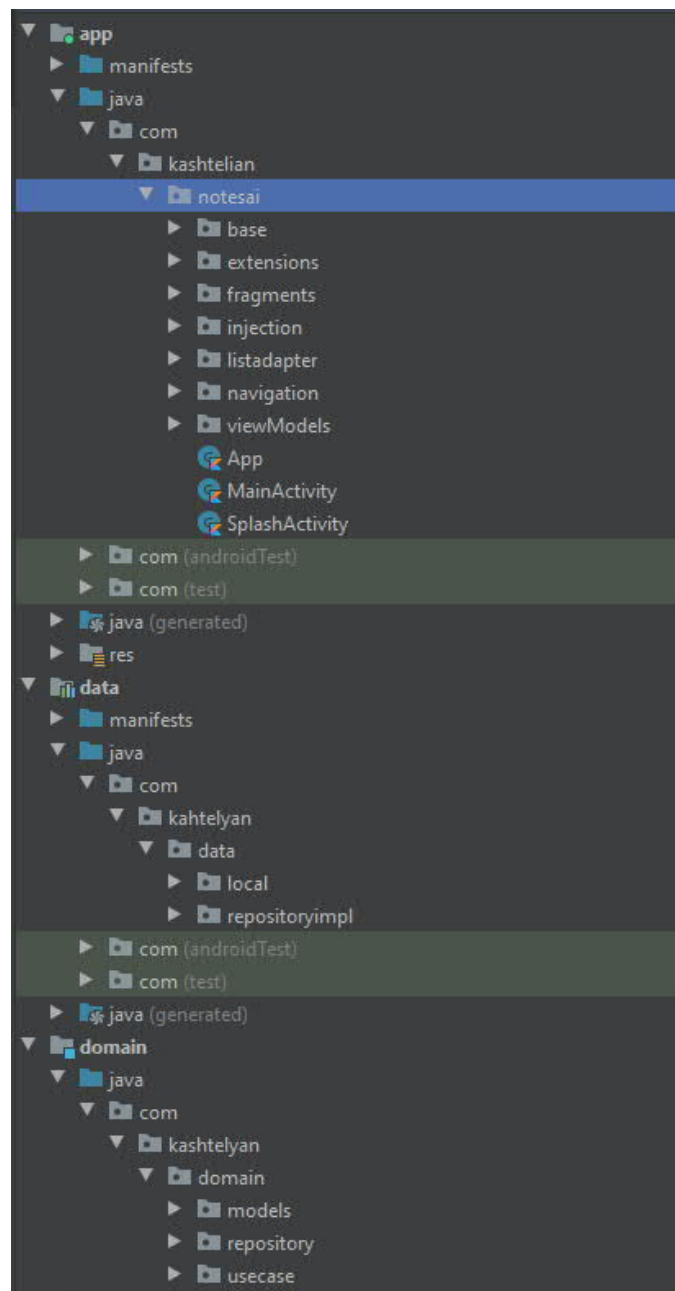 app
manifests
java
com
kashtelian
notesai
base
extensions
fragments
injection
listadapter
navigation
viewModels
App
MainActivity
SplashActivity
com (androidTest)
com (test)
java (generated)
res
data
manifests
java
com
kahtelyan
data
local
repositoryimpl
com (androidTest)
com (test)
java (generated)
domain
java
com
kashtelyan
domain
models
repository
usecase